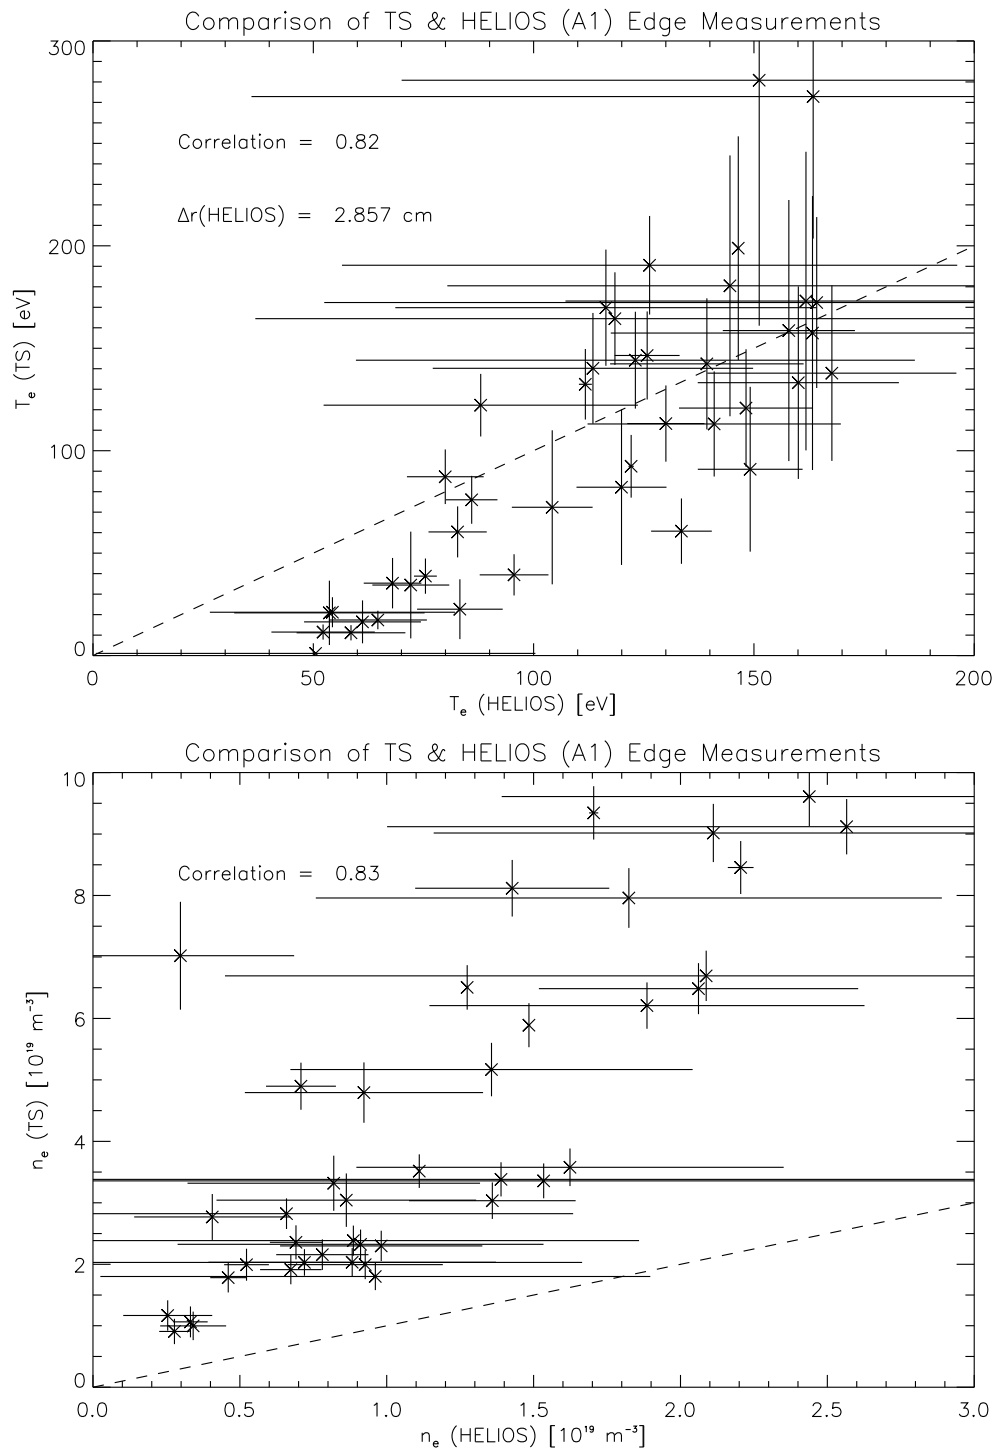 Comparison of TS & HELIOS (A1) Edge Measurements
300
Correlation = 0.82
Δr(HELIOS) = 2.857 cm
200
Tₑ (TS) [eV]
100
0
0 50 100 150 200
Tₑ (HELIOS) [eV]
Comparison of TS & HELIOS (A1) Edge Measurements
10
Correlation = 0.83
8
6
nₑ (TS) [10¹⁹ m⁻³]
4
2
0
0.0 0.5 1.0 1.5 2.0 2.5 3.0
nₑ (HELIOS) [10¹⁹ m⁻³]